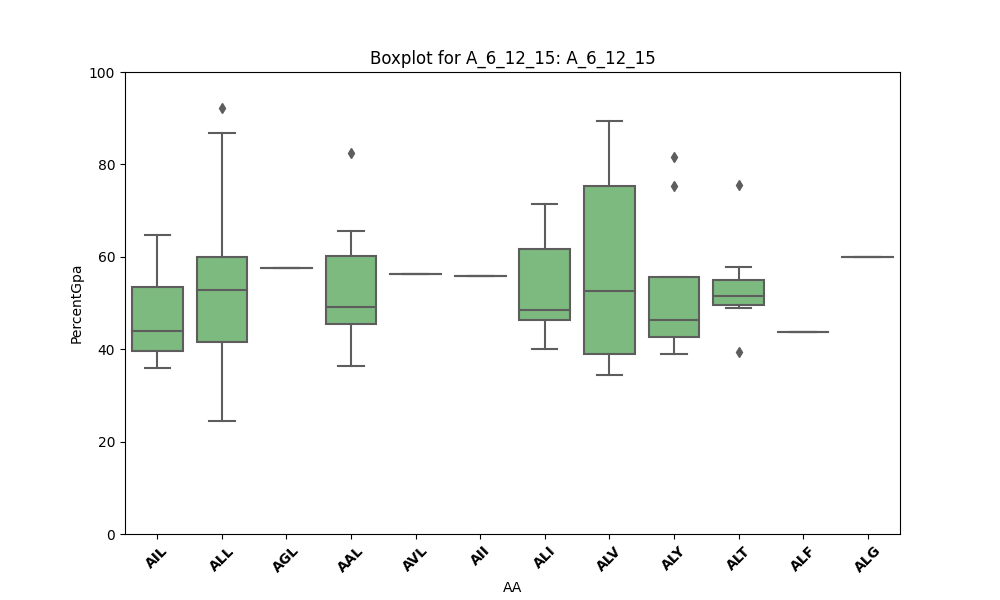 Boxplot for A_6_12_15: A_6_12_15
100
80
60
40
20
0
PercentGpa
AIL
ALL
AGL
AAL
AVL
AII
ALI
ALV
ALY
ALT
ALF
ALG
AA